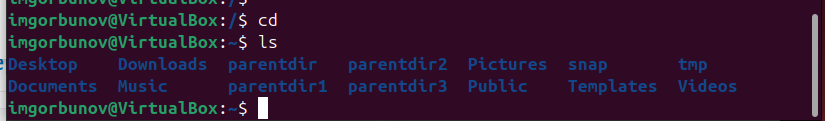 imgorbunov@VirtualBox:/$ cd
imgorbunov@VirtualBox:~$ ls
Desktop Downloads parentdir parentdir2 Pictures snap tmp
Documents Music parentdir1 parentdir3 Public Templates Videos
imgorbunov@VirtualBox:~$